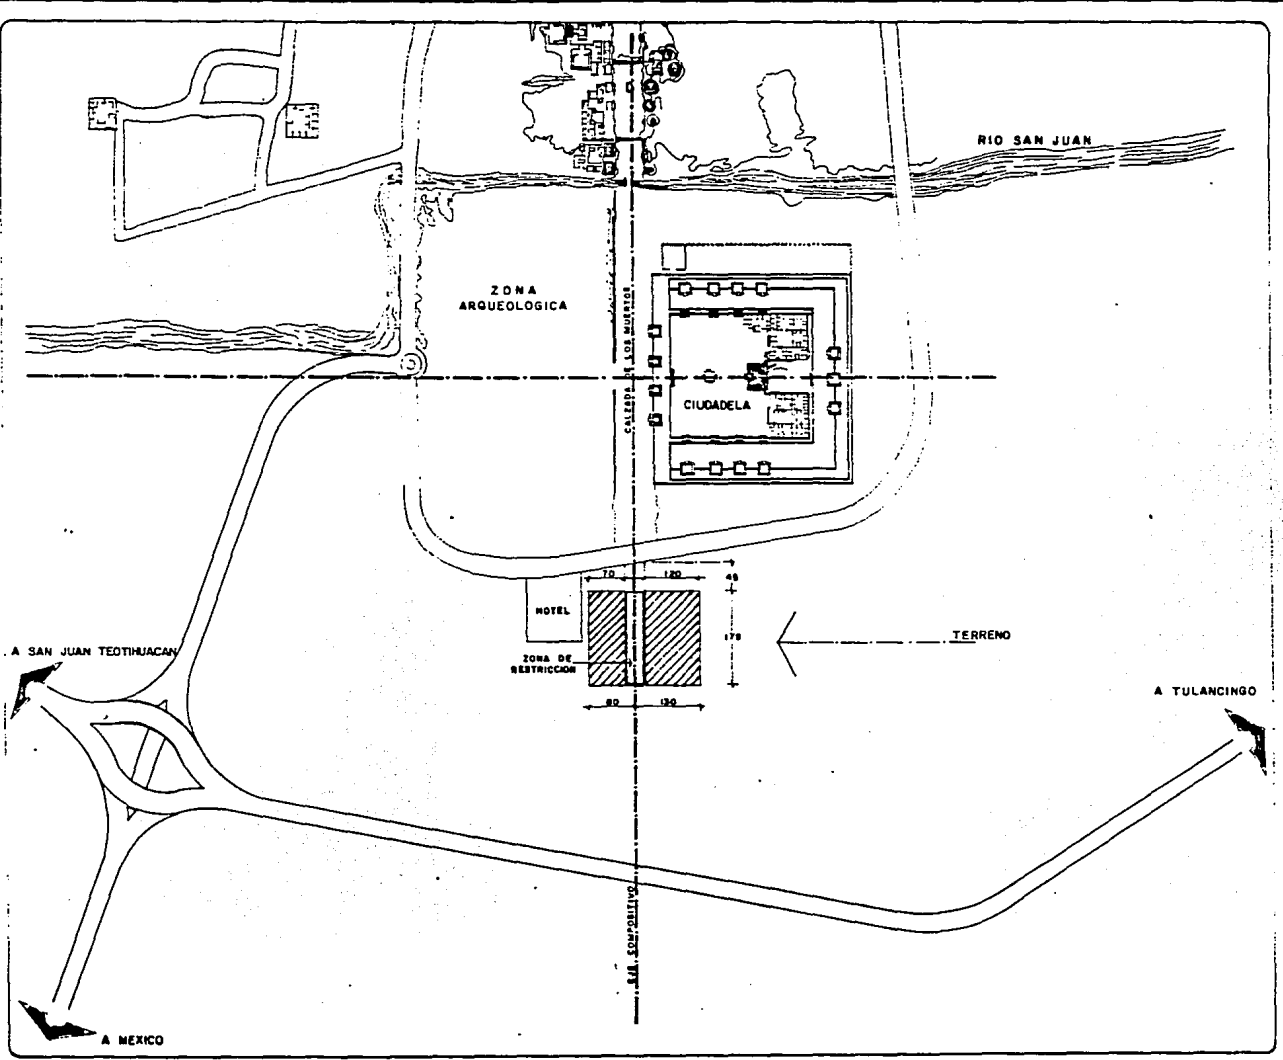 RIO SAN JUAN
ZONA
ARQUEOLOGICA
CALZADA DE LOS MUERTOS
CIUDADELA
70
120
45
HOTEL
175
TERRENO
ZONA DE
RESTRICCION
A SAN JUAN TEOTIHUACAN
80
130
A TULANCINGO
EJE COMPOSITIVO
A MEXICO